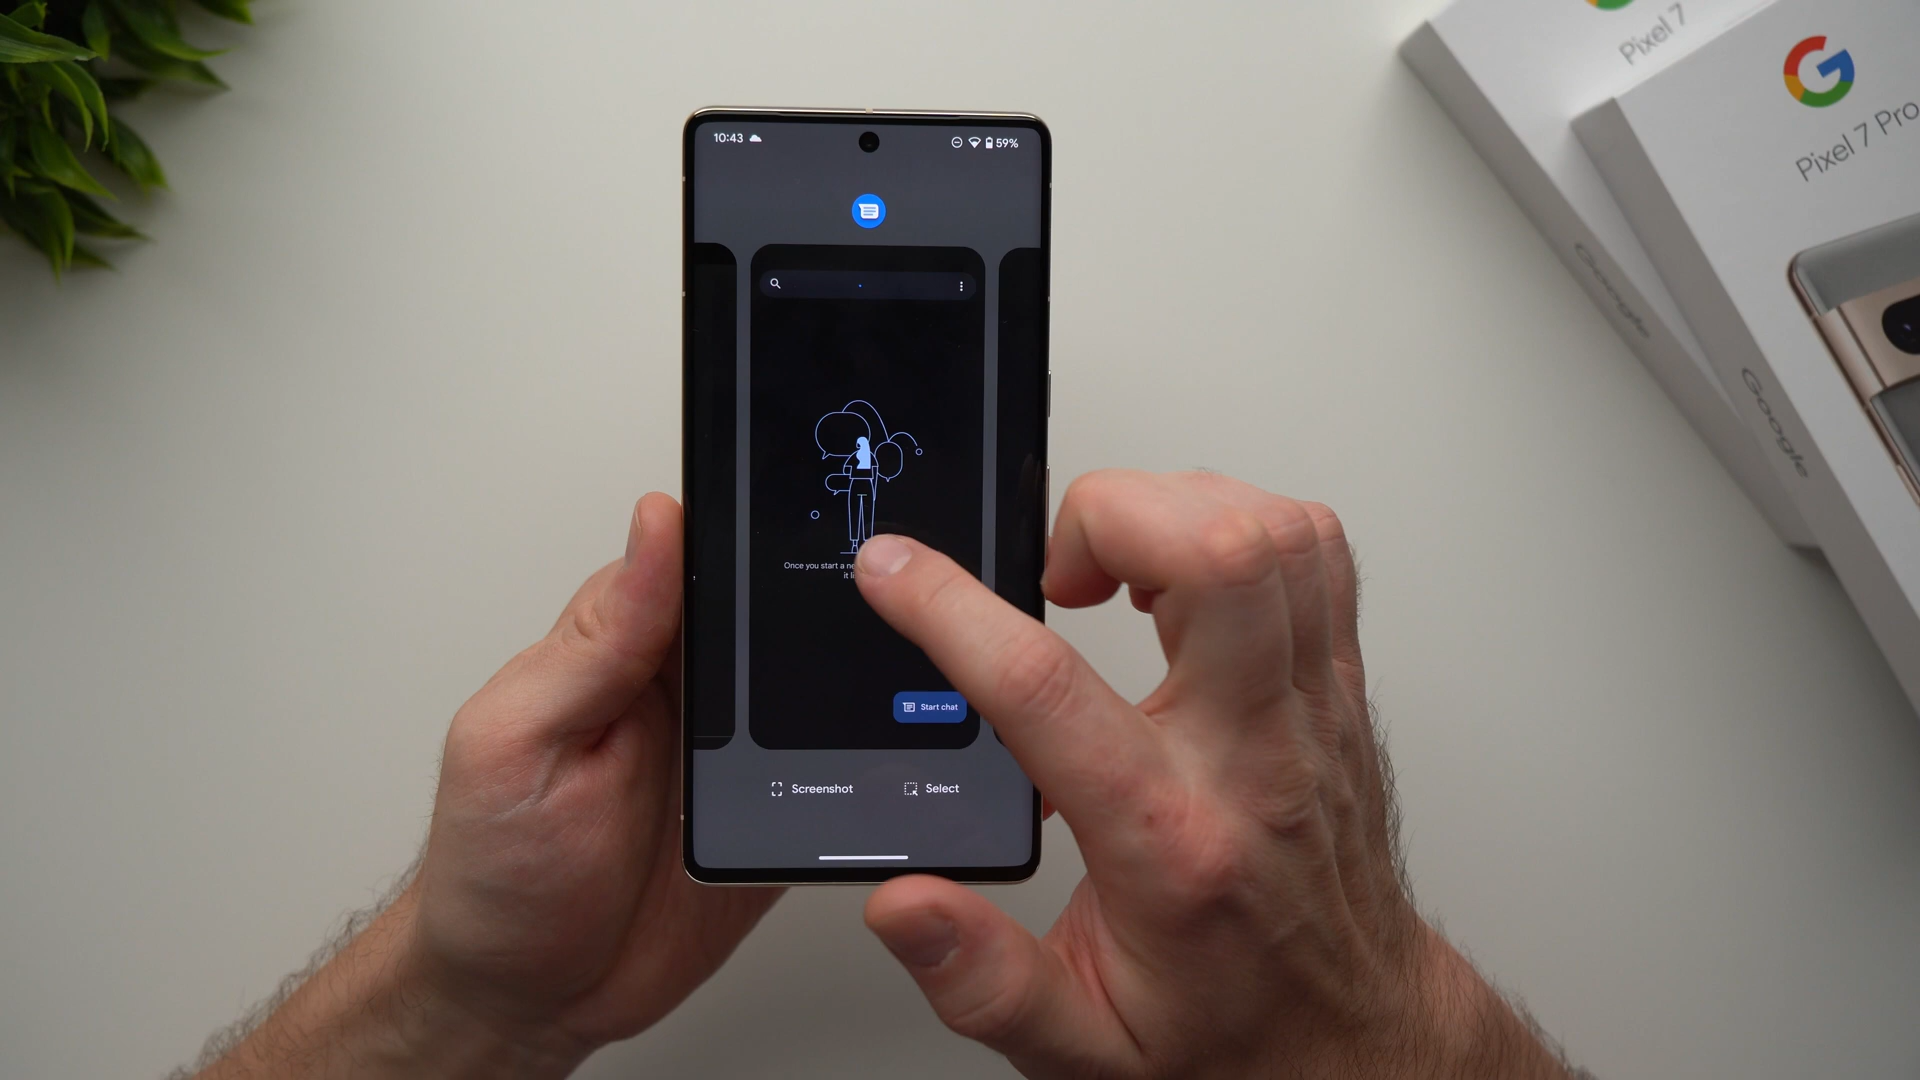 10:43
59%
Once you start a ne
it li
Start chat
Screenshot
Select
Pixel 7
Pixel 7 Pro
Google
Google